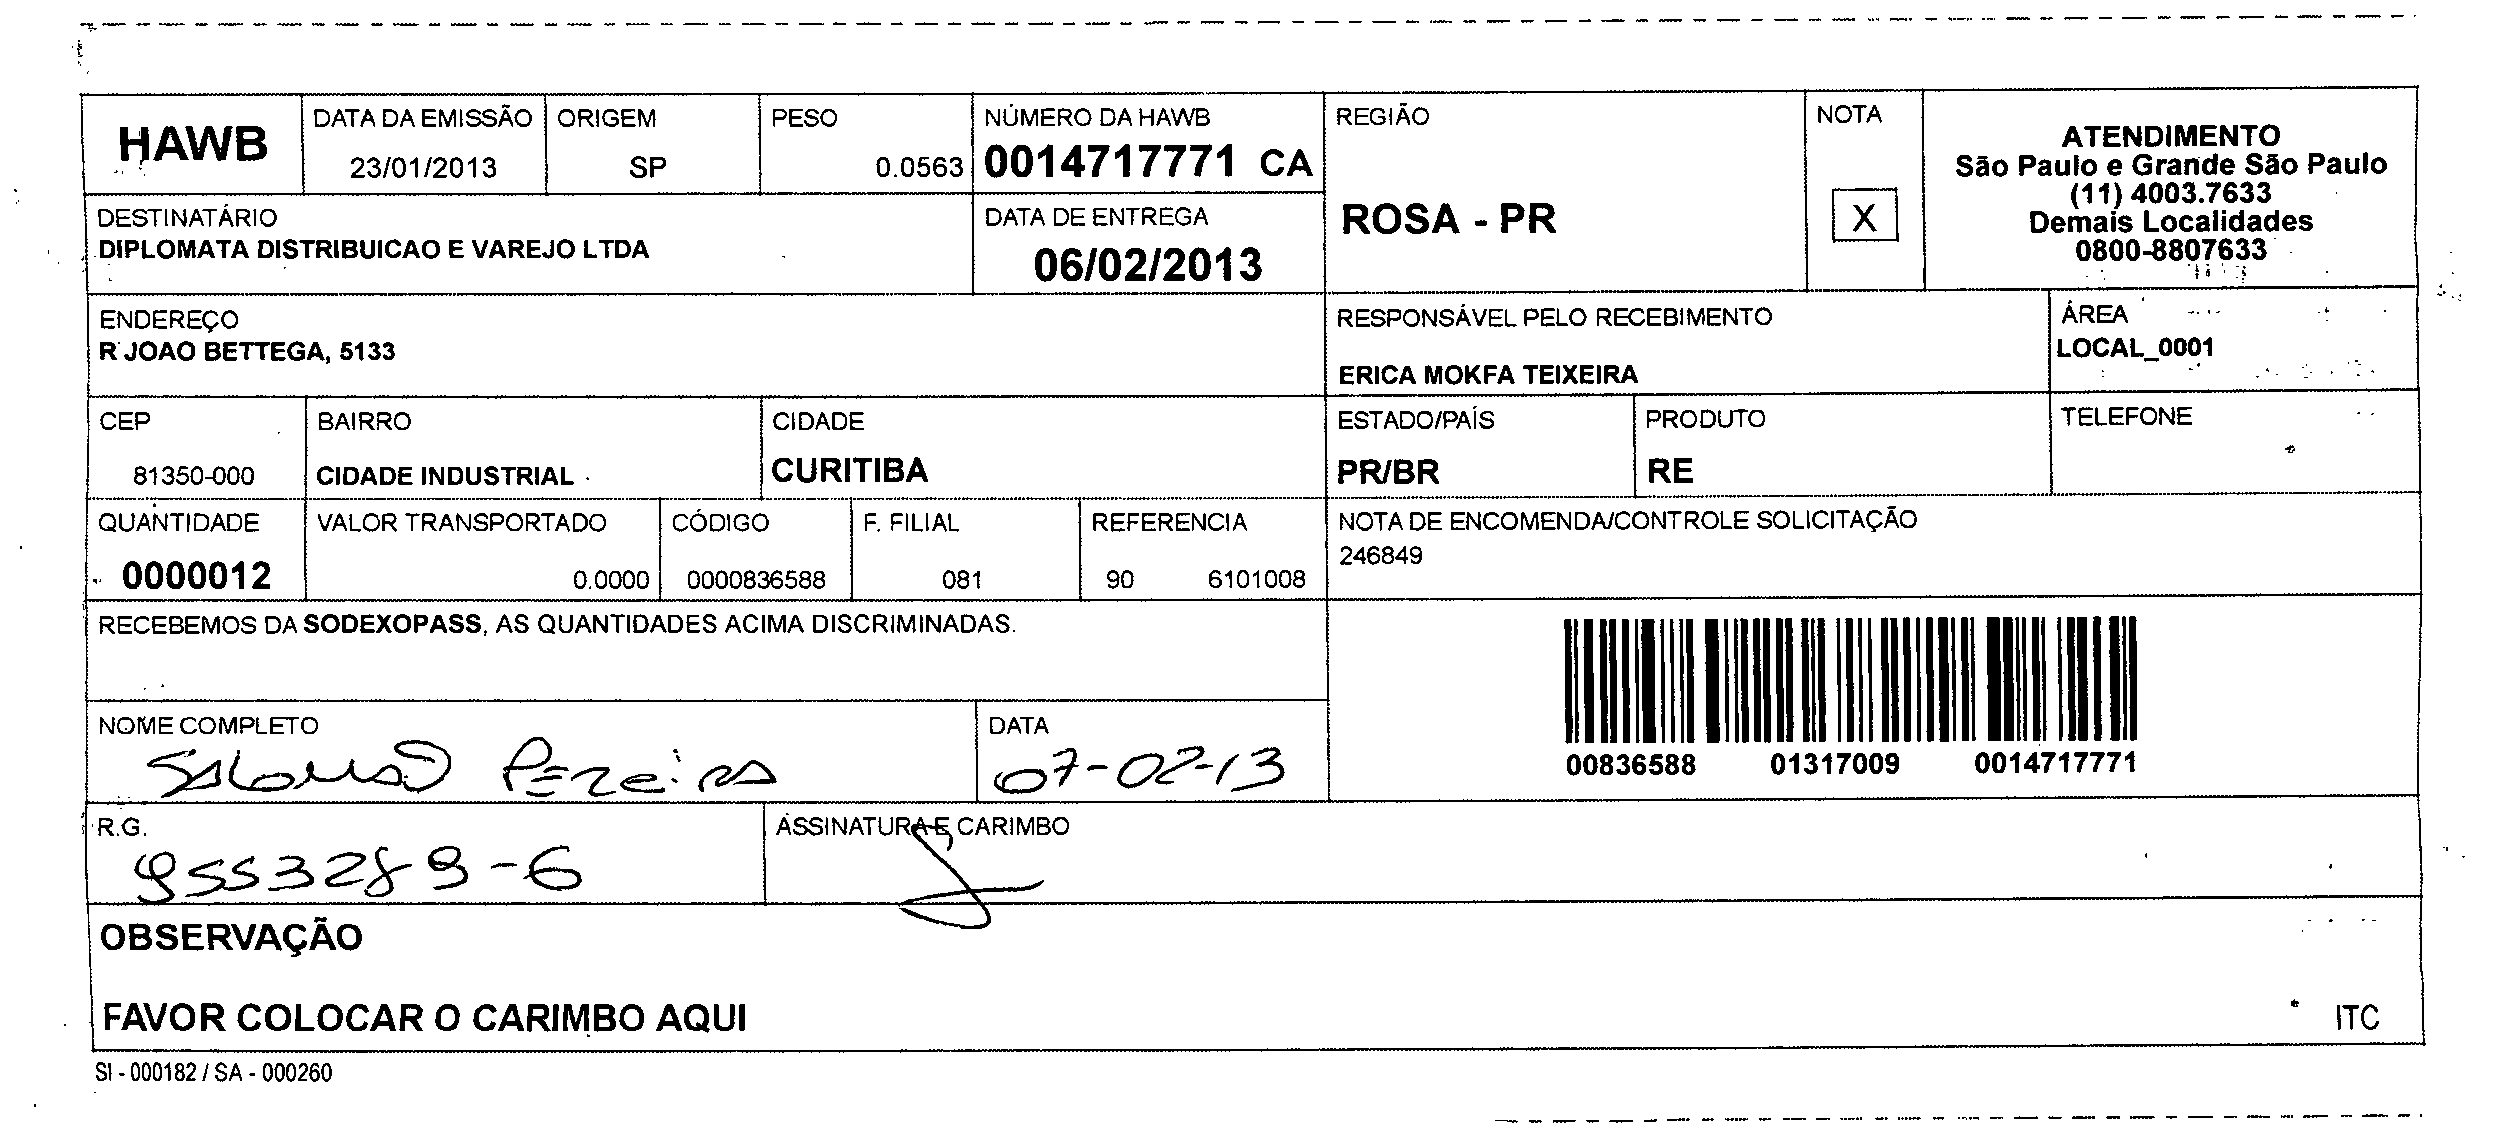 HAWB
DATA DA EMISSÃO
23/01/2013
ORIGEM
SP
PESO
0.0563
NÚMERO DA HAWB
0014717771 CA
REGIÃO
ROSA - PR
NOTA
X
ATENDIMENTO
São Paulo e Grande São Paulo
(11) 4003.7633
Demais Localidades
0800-8807633
DESTINATÁRIO
DIPLOMATA DISTRIBUICAO E VAREJO LTDA
DATA DE ENTREGA
06/02/2013
ENDEREÇO
R JOAO BETTEGA, 5133
RESPONSÁVEL PELO RECEBIMENTO
ERICA MOKFA TEIXEIRA
ÁREA
LOCAL_0001
CEP
81350-000
BAIRRO
CIDADE INDUSTRIAL
CIDADE
CURITIBA
ESTADO/PAÍS
PR/BR
PRODUTO
RE
TELEFONE
QUANTIDADE
0000012
VALOR TRANSPORTADO
0.0000
CÓDIGO
0000836588
F. FILIAL
081
REFERENCIA
90 6101008
NOTA DE ENCOMENDA/CONTROLE SOLICITAÇÃO
246849
RECEBEMOS DA SODEXOPASS, AS QUANTIDADES ACIMA DISCRIMINADAS.
00836588 01317009 0014717771
NOME COMPLETO
Salomão Pereira
DATA
07-02-13
R.G.
9553289-6
ASSINATURA E CARIMBO
OBSERVAÇÃO
FAVOR COLOCAR O CARIMBO AQUI
ITC
SI - 000182 / SA - 000260